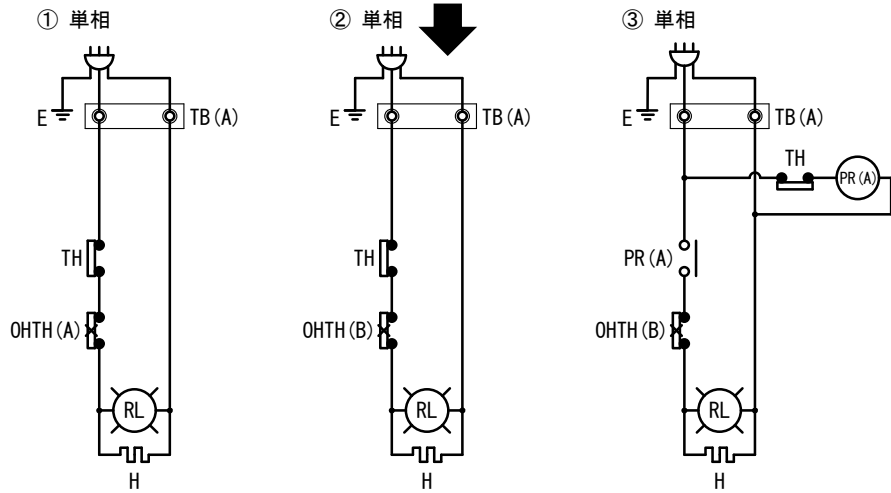 ① 単相
E
TB(A)
TH
OHTH(A)
RL
H
② 単相
E
TB(A)
TH
OHTH(B)
RL
H
③ 単相
E
TB(A)
TH
PR(A)
PR(A)
OHTH(B)
RL
H